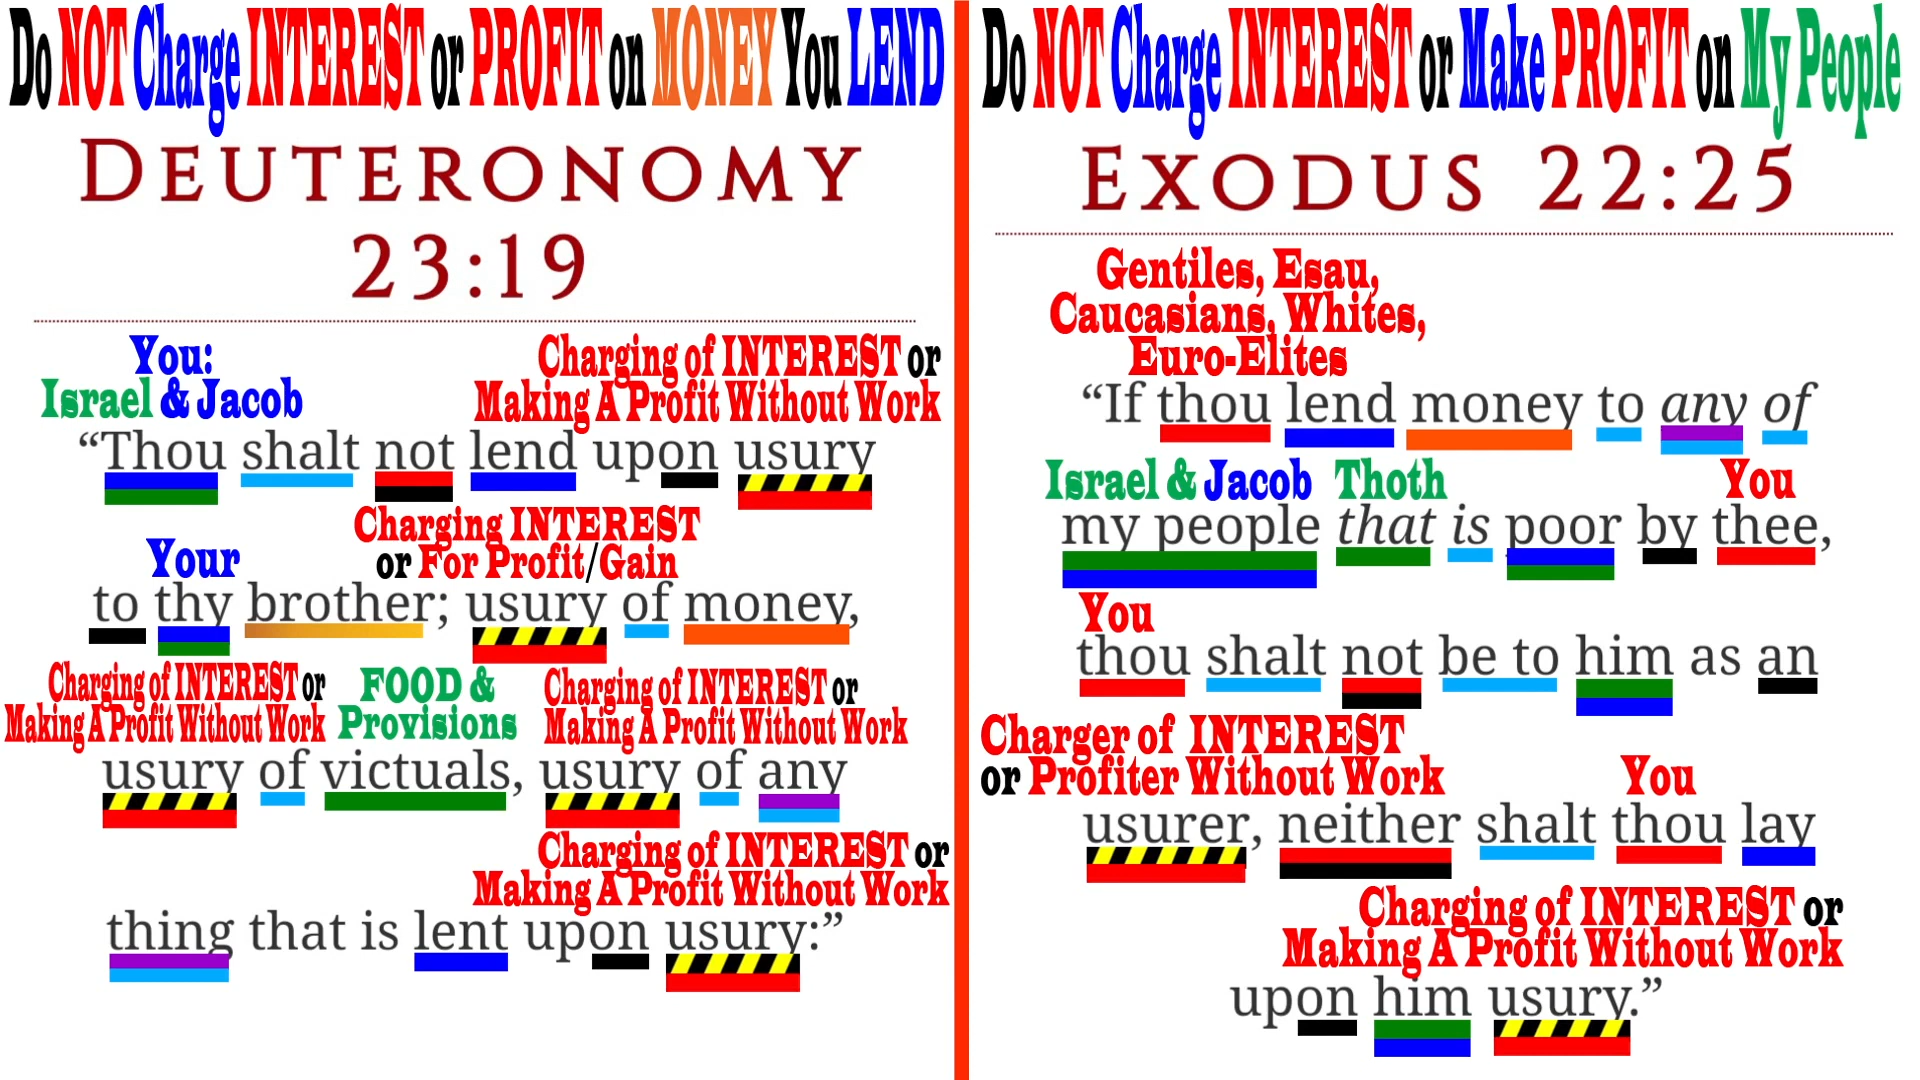 Do NOT Charge INTEREST or PROFIT on MONEY You LEND
DEUTERONOMY
23:19
You:
Israel & Jacob
Charging of INTEREST or
Making A Profit Without Work
“Thou shalt not lend upon usury
Your
Charging INTEREST
or For Profit/Gain
to thy brother; usury of money,
Charging of INTEREST or
Making A Profit Without Work
FOOD &
Provisions
Charging of INTEREST or
Making A Profit Without Work
usury of victuals, usury of any
Charging of INTEREST or
Making A Profit Without Work
thing that is lent upon usury:”
Do NOT Charge INTEREST or Make PROFIT on My People
EXODUS 22:25
Gentiles, Esau,
Caucasians, Whites,
Euro-Elites
“If thou lend money to any of
Israel & Jacob Thoth You
my people that is poor by thee,
You
thou shalt not be to him as an
Charger of INTEREST
or Profiter Without Work
You
usurer, neither shalt thou lay
Charging of INTEREST or
Making A Profit Without Work
upon him usury.”